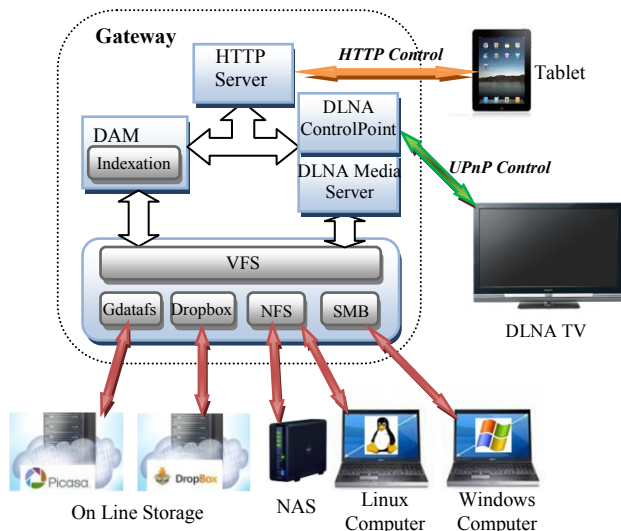 Gateway
HTTP
Server
HTTP Control
Tablet
DLNA
ControlPoint
DAM
Indexation
DLNA Media
Server
UPnP Control
VFS
Gdatafs
Dropbox
NFS
SMB
DLNA TV
Picasa
DropBox
On Line Storage
NAS
Linux
Computer
Windows
Computer